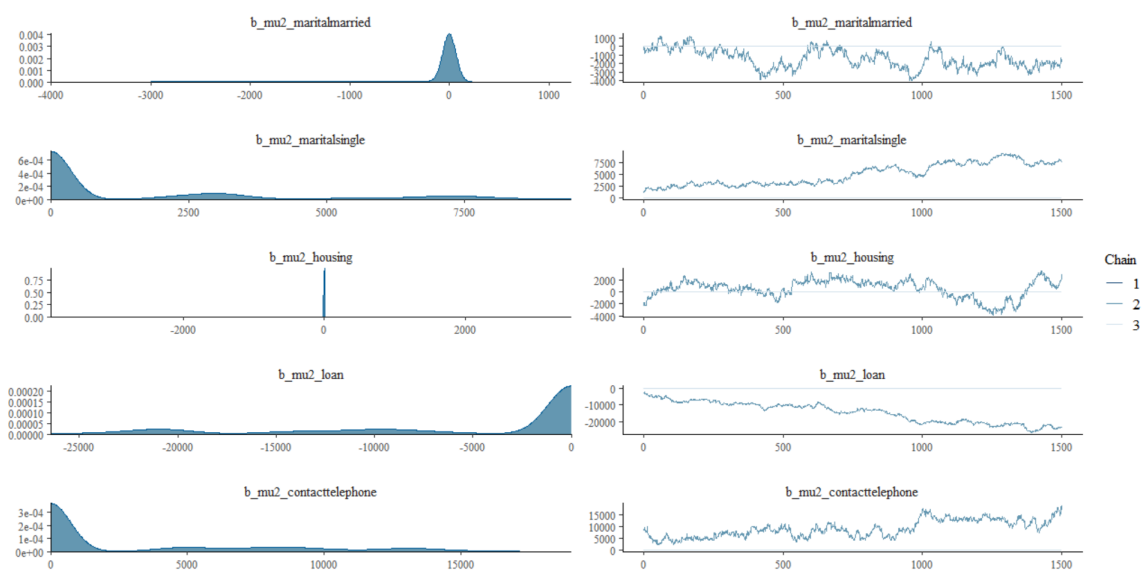 b_mu2_maritalmarried
0.004
0.003
0.002
0.001
0.000
-4000 -3000 -2000 -1000 0 1000
b_mu2_maritalmarried
1000
0
-1000
-2000
-3000
-4000
0 500 1000 1500
b_mu2_maritalsingle
6e-04
4e-04
2e-04
0e+00
0 2500 5000 7500
b_mu2_maritalsingle
7500
5000
2500
0
0 500 1000 1500
b_mu2_housing
0.75
0.50
0.25
0.00
-2000 0 2000
b_mu2_housing
2000
0
-2000
-4000
0 500 1000 1500
Chain
1
2
3
b_mu2_loan
0.00020
0.00015
0.00010
0.00005
0.00000
-25000 -20000 -15000 -10000 -5000 0
b_mu2_loan
0
-10000
-20000
0 500 1000 1500
b_mu2_contacttelephone
3e-04
2e-04
1e-04
0e+00
0 5000 10000 15000
b_mu2_contacttelephone
15000
10000
5000
0
0 500 1000 1500